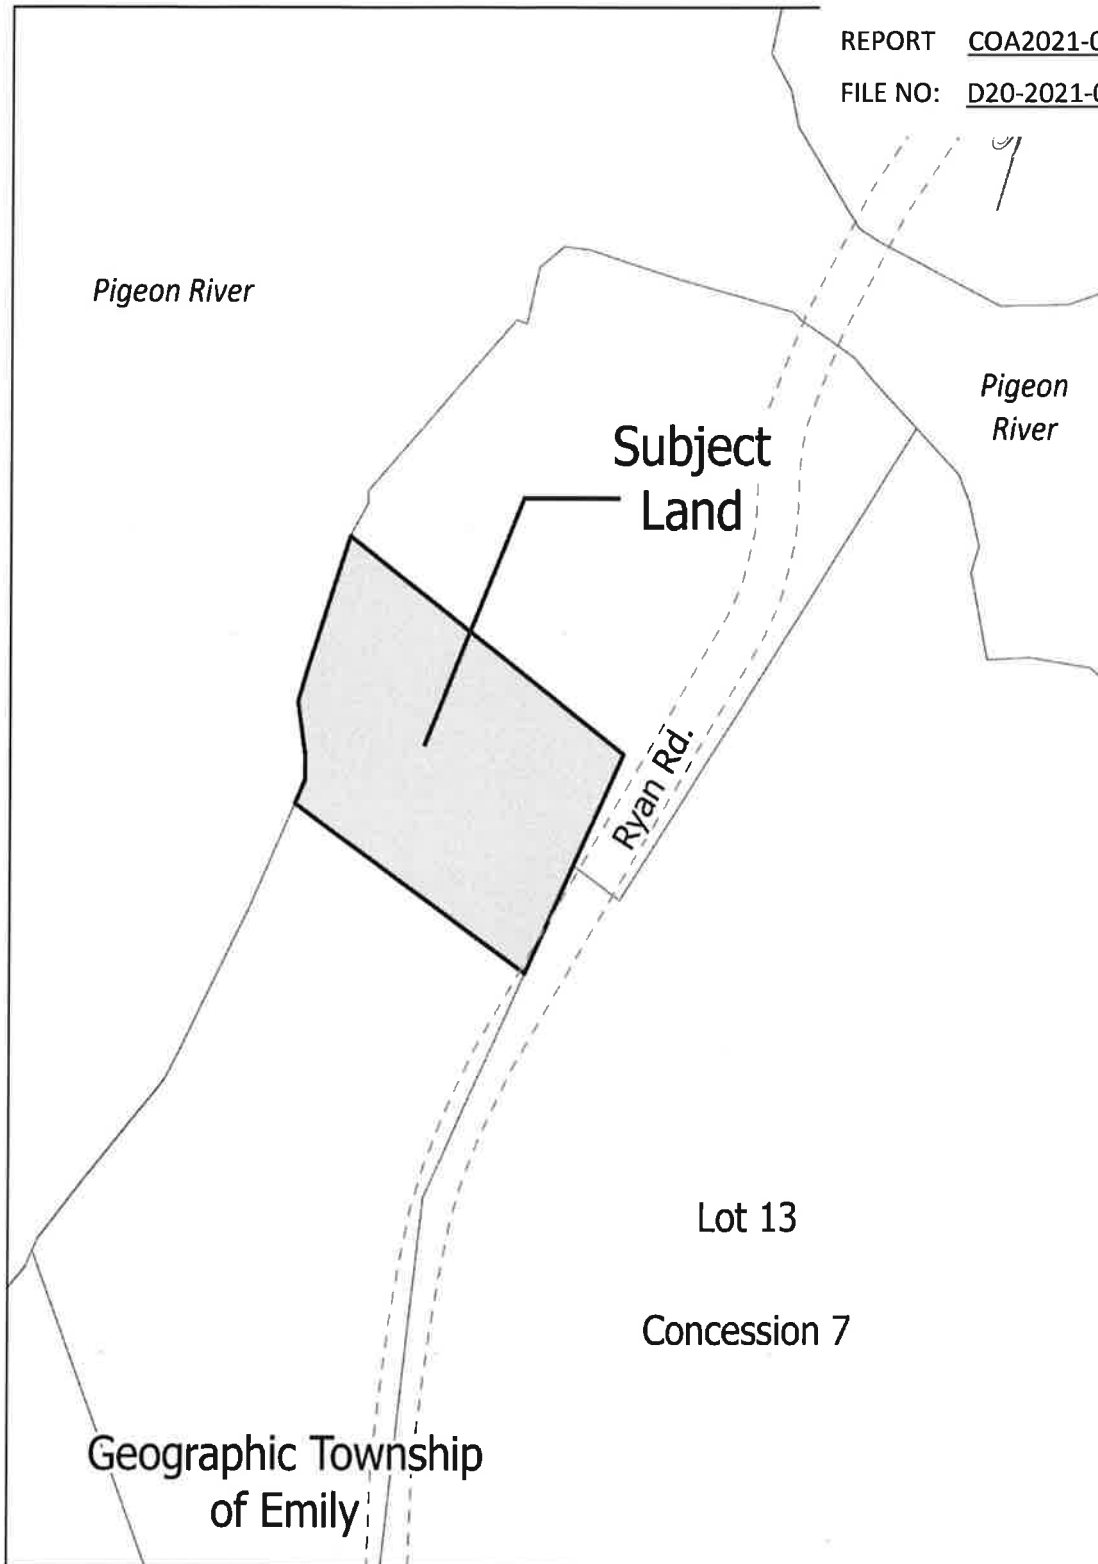 REPORT COA2021-0
FILE NO: D20-2021-0
Pigeon River
Pigeon
River
Subject
Land
Ryan Rd.
Lot 13
Concession 7
Geographic Township
of Emily